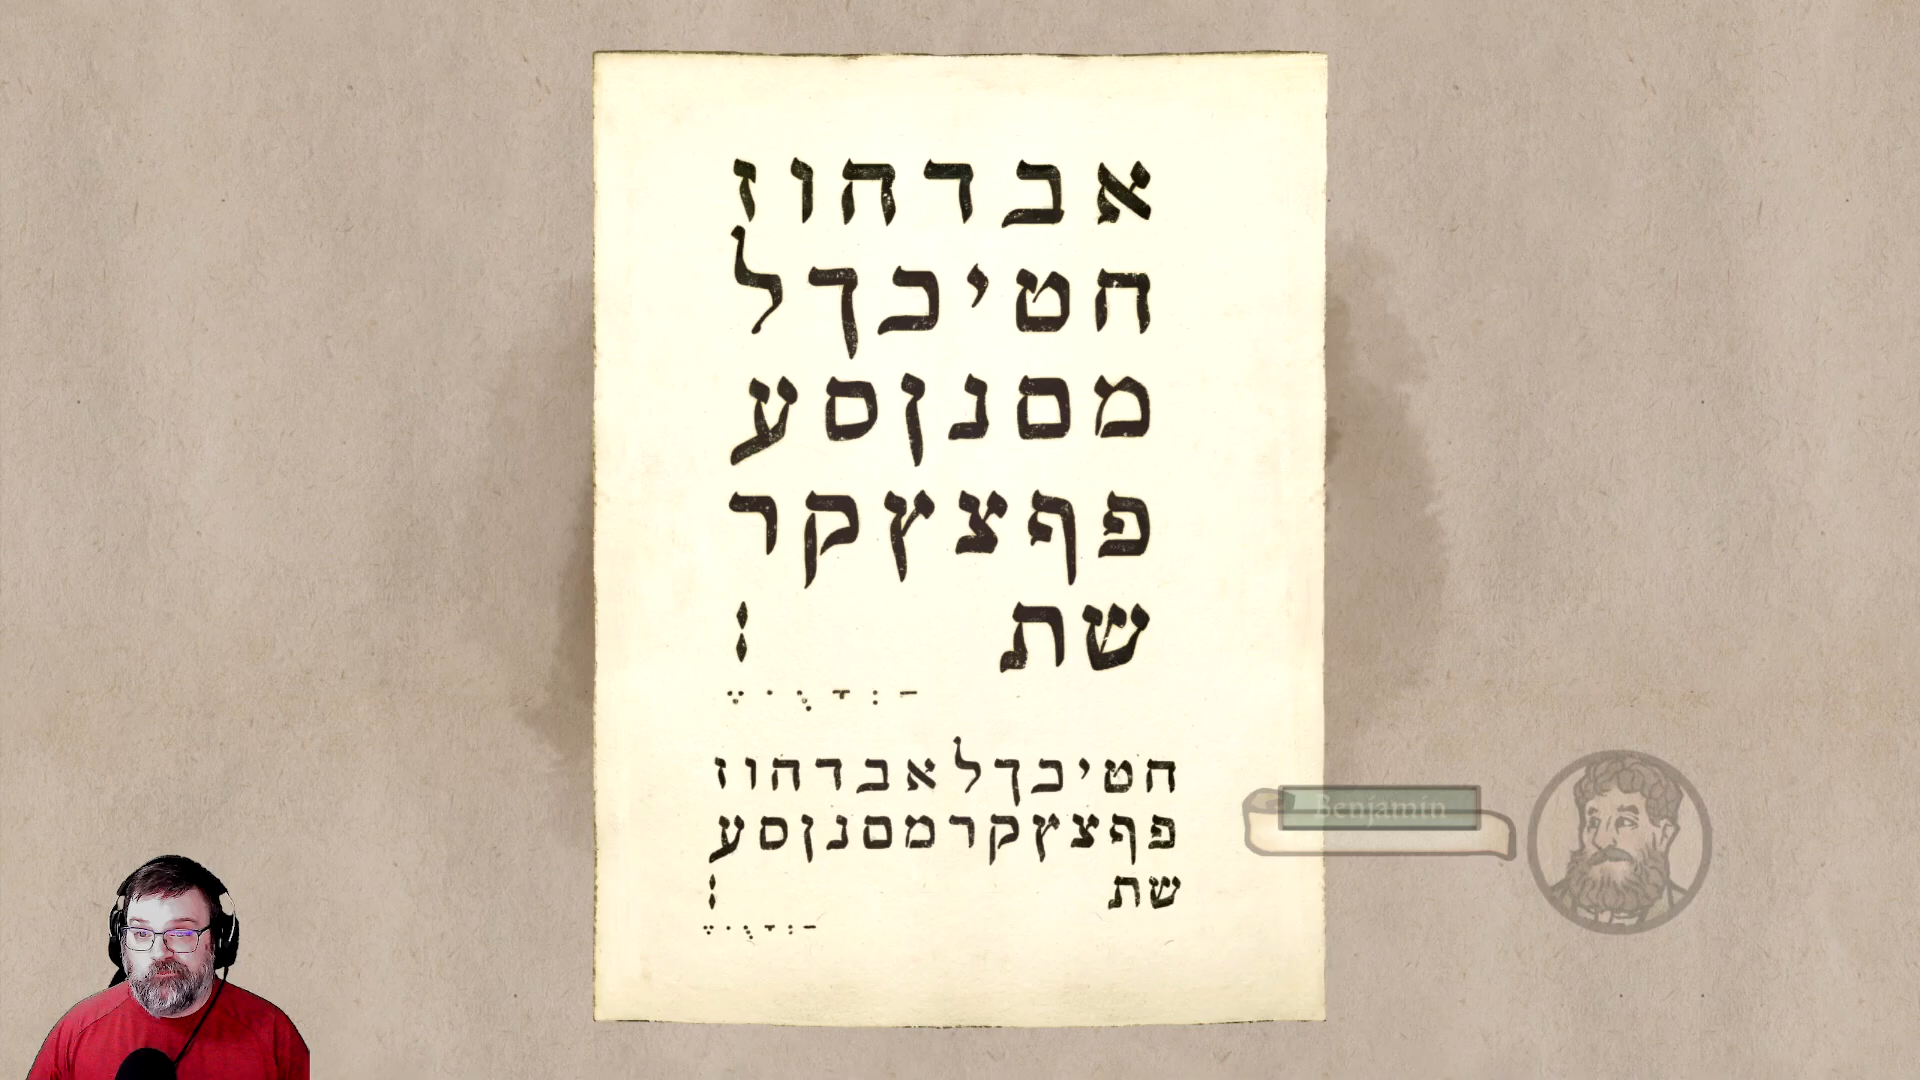 אבדהוז
חטיכךל
מםנןסע
פףצץקר
שת ׃
חטיכךלאבדהוז
פףצץקרמםנןסע
שת ׃
Benjamin